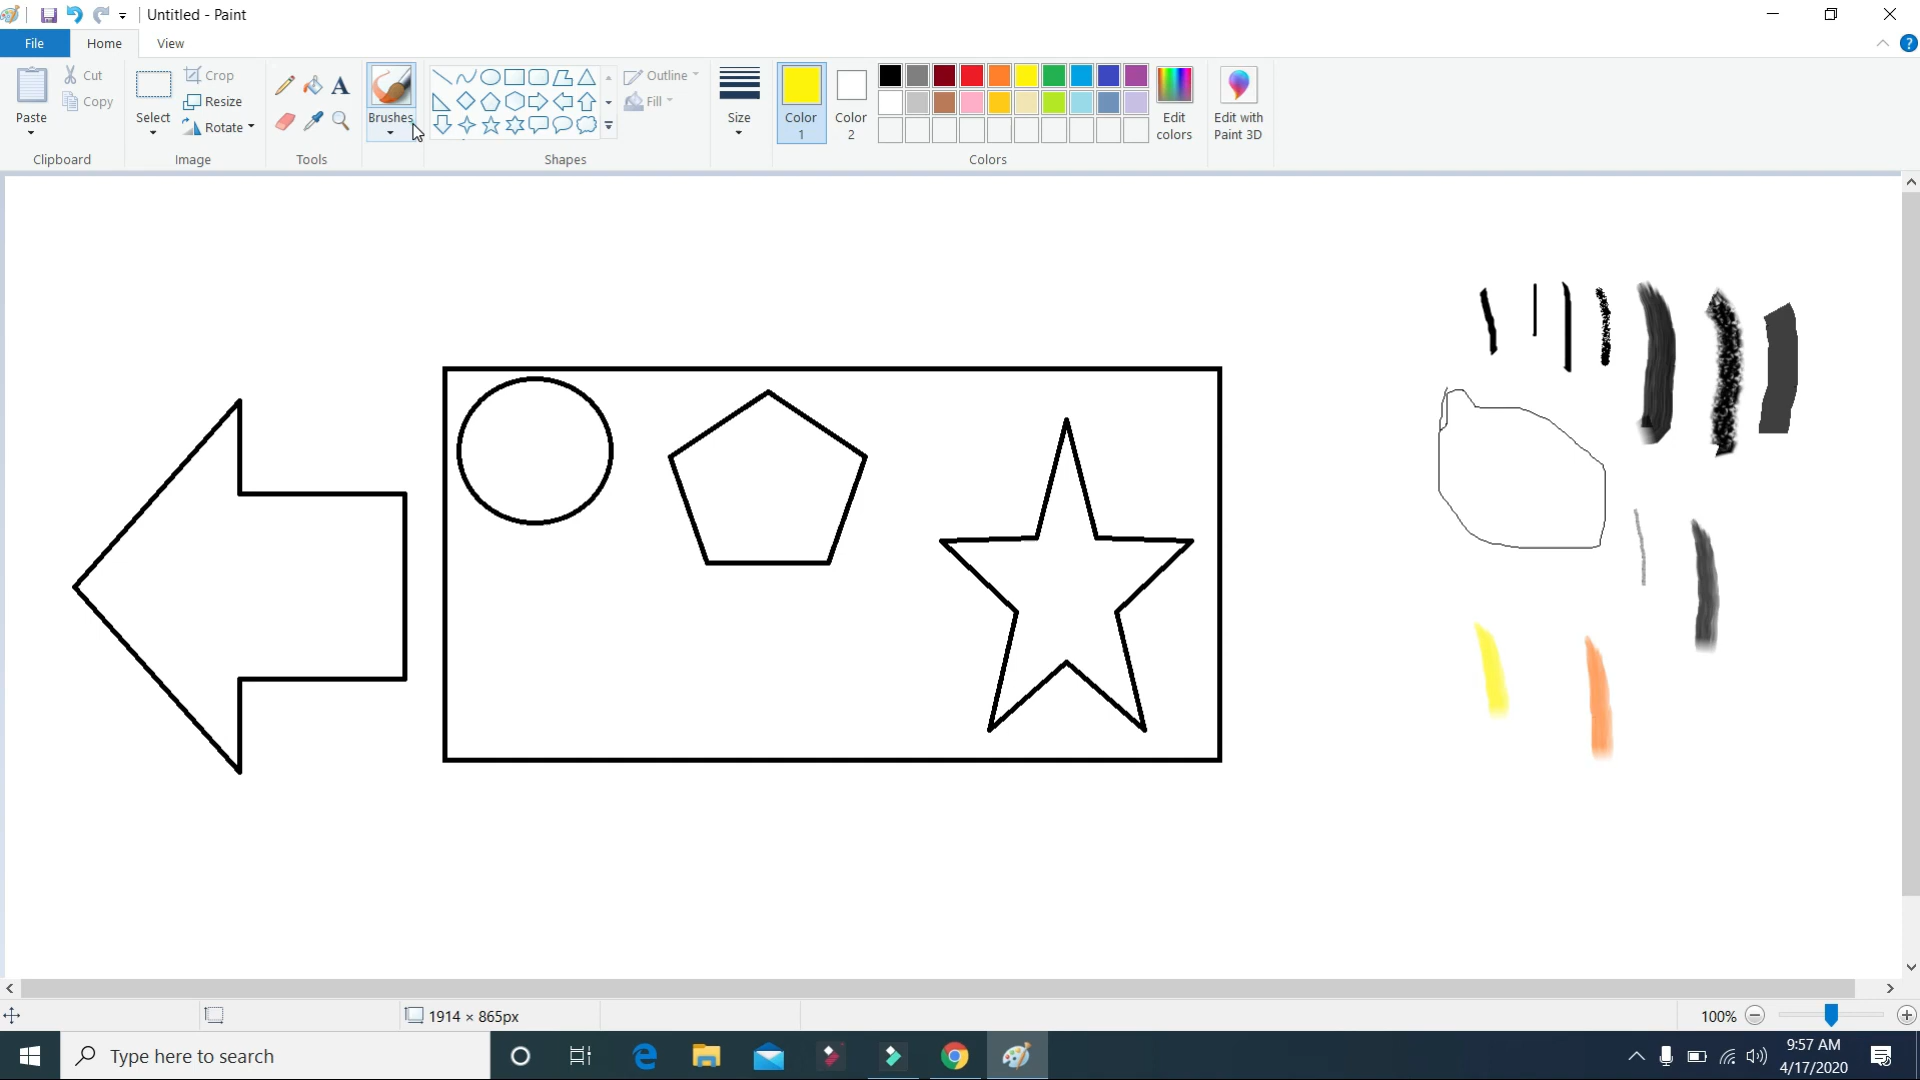 Untitled - Paint
File Home View
Paste
Cut
Copy
Clipboard
Select
Crop
Resize
Rotate
Image
Tools
Brushes
Shapes
Outline
Fill
Size
Color 1
Color 2
Colors
Edit colors
Edit with Paint 3D
1914 × 865px
100%
Type here to search
9:57 AM
4/17/2020